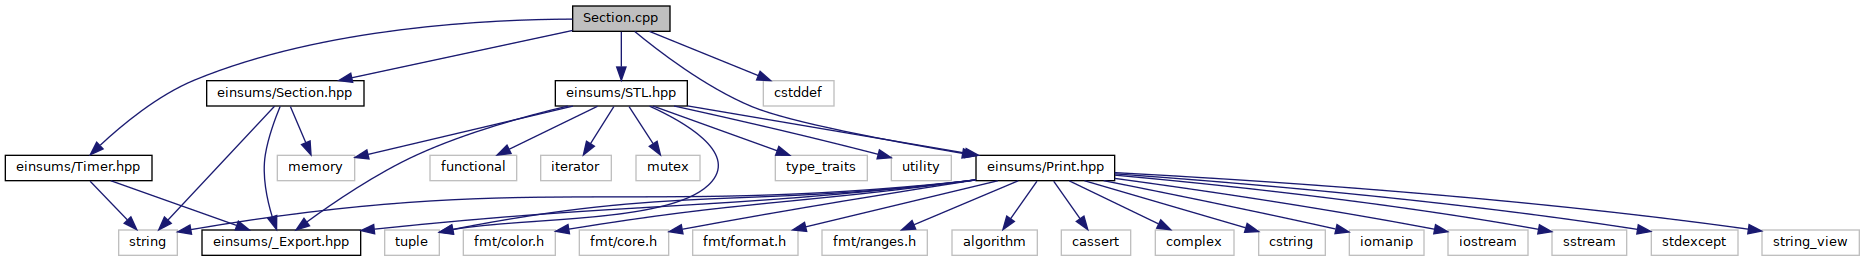 Section.cpp
einsums/Section.hpp
einsums/STL.hpp
cstddef
einsums/Timer.hpp
memory
functional
iterator
mutex
type_traits
utility
einsums/Print.hpp
string
einsums/_Export.hpp
tuple
fmt/color.h
fmt/core.h
fmt/format.h
fmt/ranges.h
algorithm
cassert
complex
cstring
iomanip
iostream
sstream
stdexcept
string_view